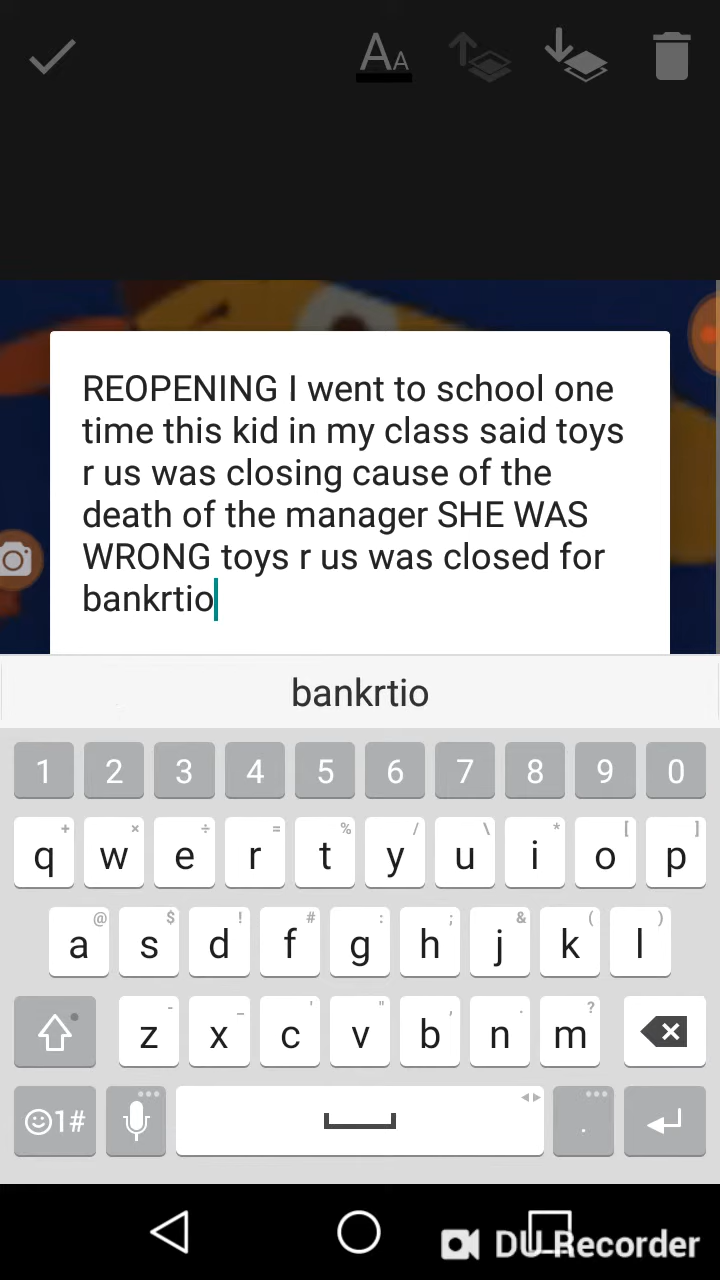 AA
REOPENING I went to school one
time this kid in my class said toys
r us was closing cause of the
death of the manager SHE WAS
WRONG toys r us was closed for
bankrtio
bankrtio
1 2 3 4 5 6 7 8 9 0
+ × ÷ = % / \ * [ ]
q w e r t y u i o p
@ $ ! # : ; & ( )
a s d f g h j k l
- _ ' " , . ?
z x c v b n m
1# .
DU Recorder